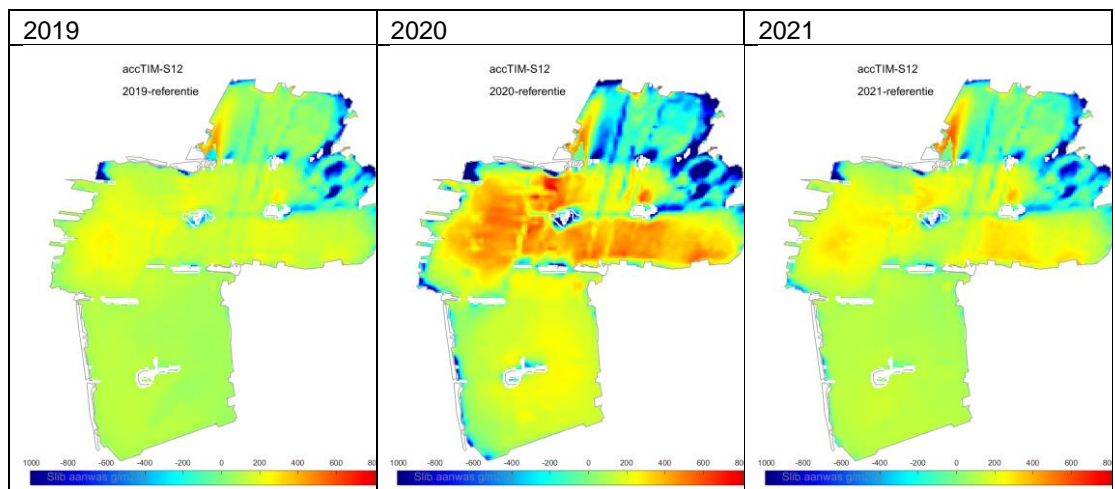 2019
2020
2021
accTIM-S12
2019-referentie
accTIM-S12
2020-referentie
accTIM-S12
2021-referentie
1000 -800 -600 -400 -200 0 200 400 600 80
1000 -800 -600 -400 -200 0 200 400 600 80
1000 -800 -600 -400 -200 0 200 400 600 80
Slib aanwas
Slib aanwas
Slib aanwas